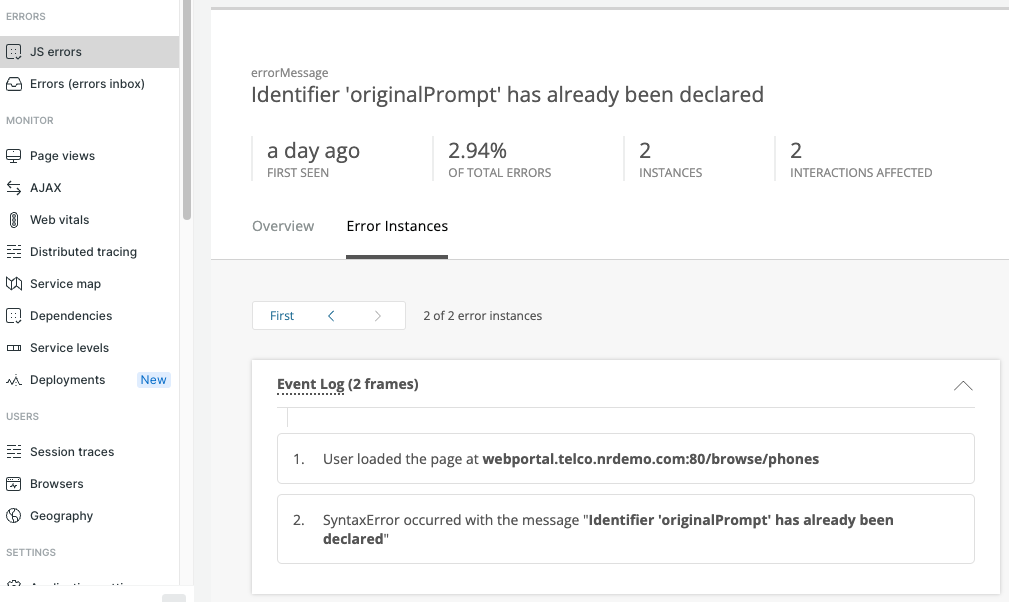 ERRORS
JS errors
Errors (errors inbox)
MONITOR
Page views
AJAX
Web vitals
Distributed tracing
Service map
Dependencies
Service levels
Deployments New
USERS
Session traces
Browsers
Geography
SETTINGS
errorMessage
Identifier 'originalPrompt' has already been declared
a day ago
FIRST SEEN
2.94%
OF TOTAL ERRORS
2
INSTANCES
2
INTERACTIONS AFFECTED
Overview
Error Instances
First
2 of 2 error instances
Event Log (2 frames)
1. User loaded the page at webportal.telco.nrdemo.com:80/browse/phones
2. SyntaxError occurred with the message "Identifier 'originalPrompt' has already been
declared"